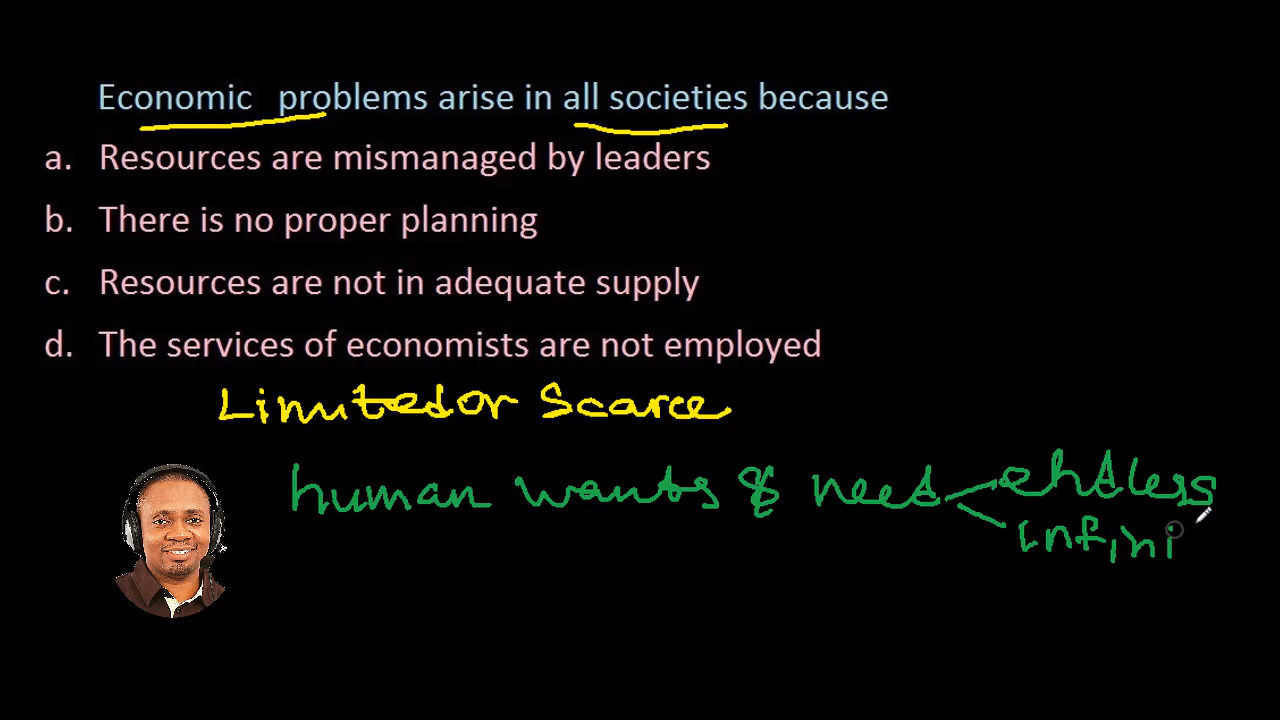 Economic problems arise in all societies because
a. Resources are mismanaged by leaders
b. There is no proper planning
c. Resources are not in adequate supply
d. The services of economists are not employed
Limited or Scarce
human wants & need endless
infini